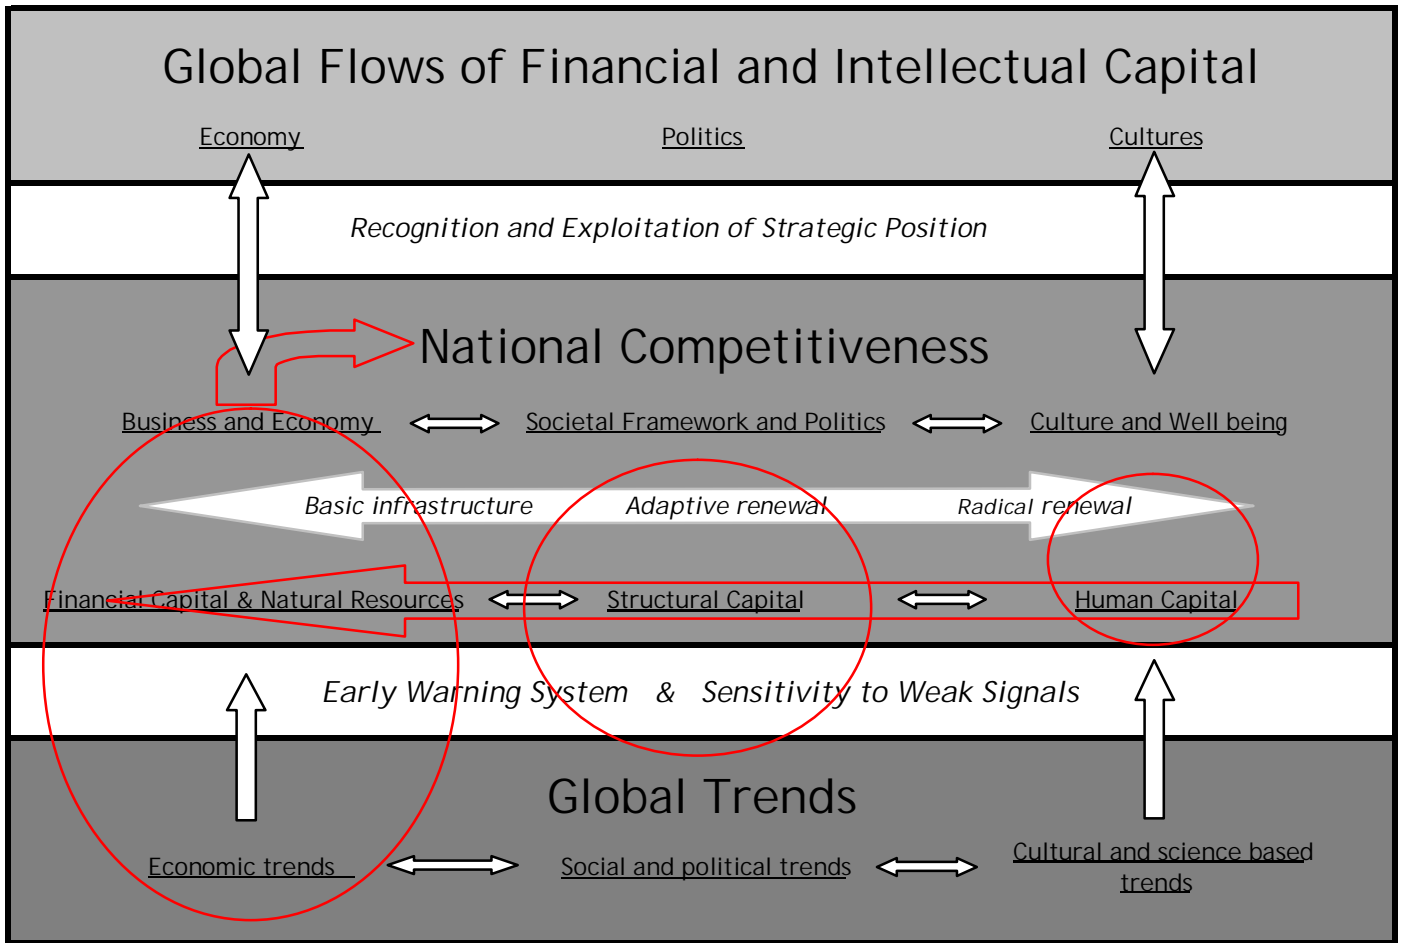 Global Flows of Financial and Intellectual Capital
Economy
Politics
Cultures
Recognition and Exploitation of Strategic Position
National Competitiveness
Business and Economy
Societal Framework and Politics
Culture and Well being
Basic infrastructure
Adaptive renewal
Radical renewal
Financial Capital & Natural Resources
Structural Capital
Human Capital
Early Warning System & Sensitivity to Weak Signals
Global Trends
Economic trends
Social and political trends
Cultural and science based
trends